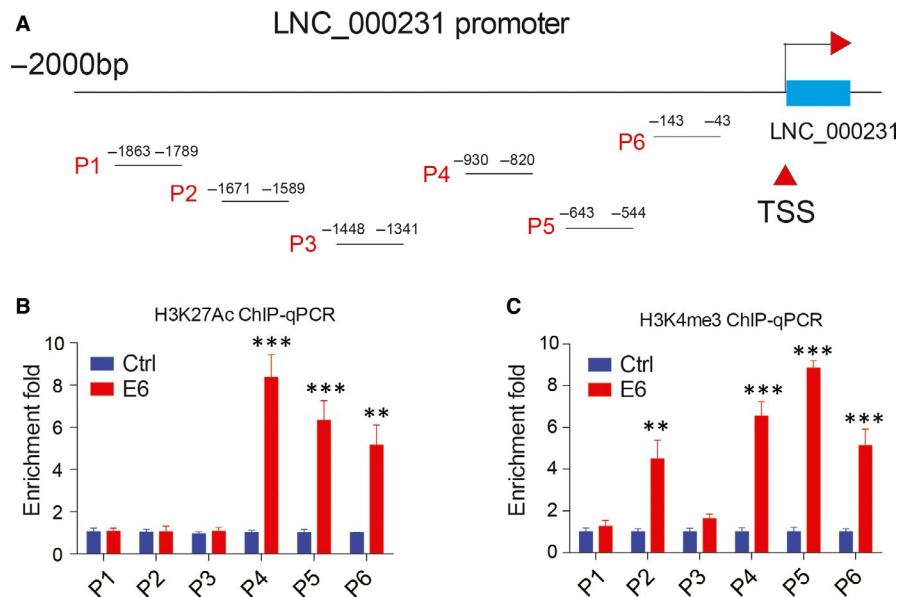 A
LNC_000231 promoter
–2000bp
LNC_000231
TSS
P1 –1863 –1789
P2 –1671 –1589
P3 –1448 –1341
P4 –930 –820
P5 –643 –544
P6 –143 –43
B
H3K27Ac ChIP-qPCR
Enrichment fold
10
8
6
4
2
0
Ctrl
E6
***
***
**
P1 P2 P3 P4 P5 P6
C
H3K4me3 ChIP-qPCR
Enrichment fold
10
8
6
4
2
0
Ctrl
E6
**
***
***
***
P1 P2 P3 P4 P5 P6